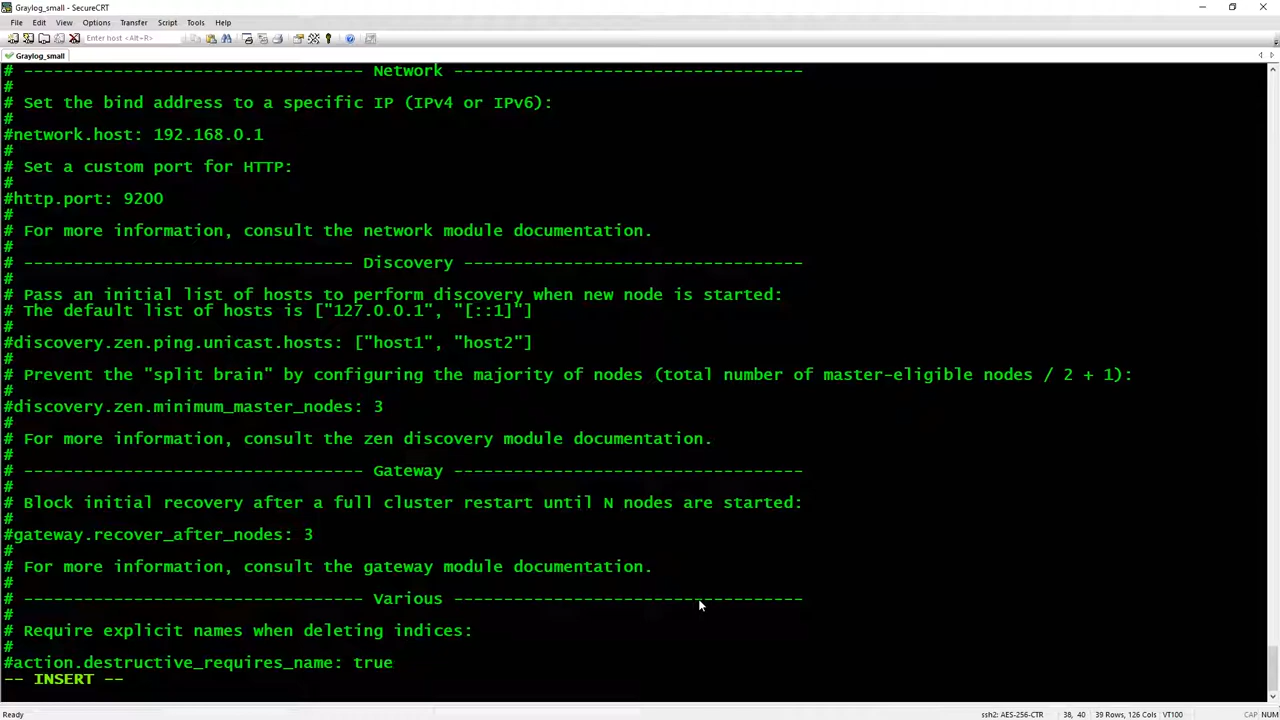 Graylog_small - SecureCRT
File Edit View Options Transfer Script Tools Help
Enter host <Alt+R>
Graylog_small
# ---------------------------------- Network -----------------------------------
#
# Set the bind address to a specific IP (IPv4 or IPv6):
#
#network.host: 192.168.0.1
#
# Set a custom port for HTTP:
#
#http.port: 9200
#
# For more information, consult the network module documentation.
#
# --------------------------------- Discovery ----------------------------------
#
# Pass an initial list of hosts to perform discovery when new node is started:
# The default list of hosts is ["127.0.0.1", "[::1]"]
#
#discovery.zen.ping.unicast.hosts: ["host1", "host2"]
#
# Prevent the "split brain" by configuring the majority of nodes (total number of master-eligible nodes / 2 + 1):
#
#discovery.zen.minimum_master_nodes: 3
#
# For more information, consult the zen discovery module documentation.
#
# ---------------------------------- Gateway -----------------------------------
#
# Block initial recovery after a full cluster restart until N nodes are started:
#
#gateway.recover_after_nodes: 3
#
# For more information, consult the gateway module documentation.
#
# ---------------------------------- Various -----------------------------------
#
# Require explicit names when deleting indices:
#
#action.destructive_requires_name: true
-- INSERT --
Ready ssh2: AES-256-CTR 38, 40 39 Rows, 126 Cols VT100 CAP NUM